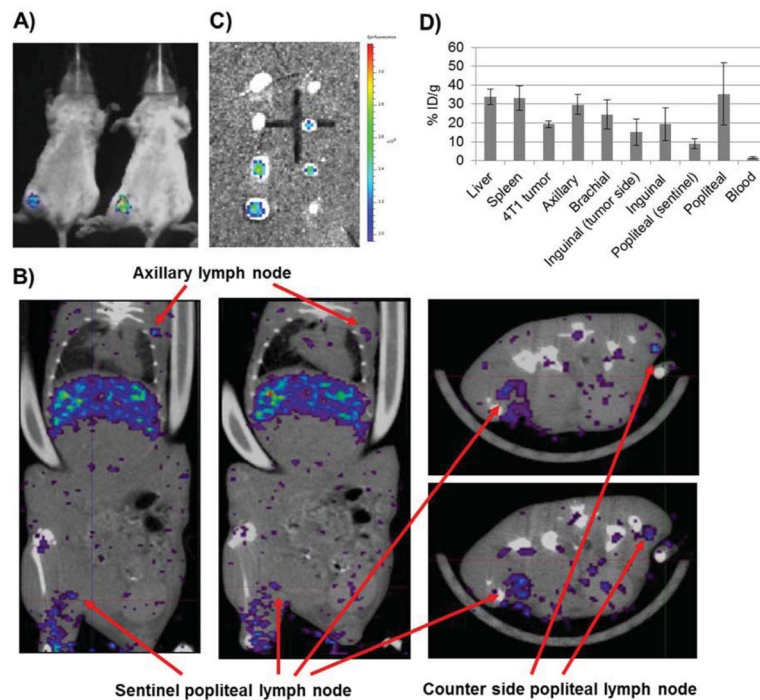 A)
C)
D)
% ID/g
60
50
40
30
20
10
0
Liver
Spleen
4T1 tumor
Axillary
Brachial
Inguinal (tumor side)
Inguinal
Popliteal (sentinel)
Popliteal
Blood
B)
Axillary lymph node
Sentinel popliteal lymph node
Counter side popliteal lymph node